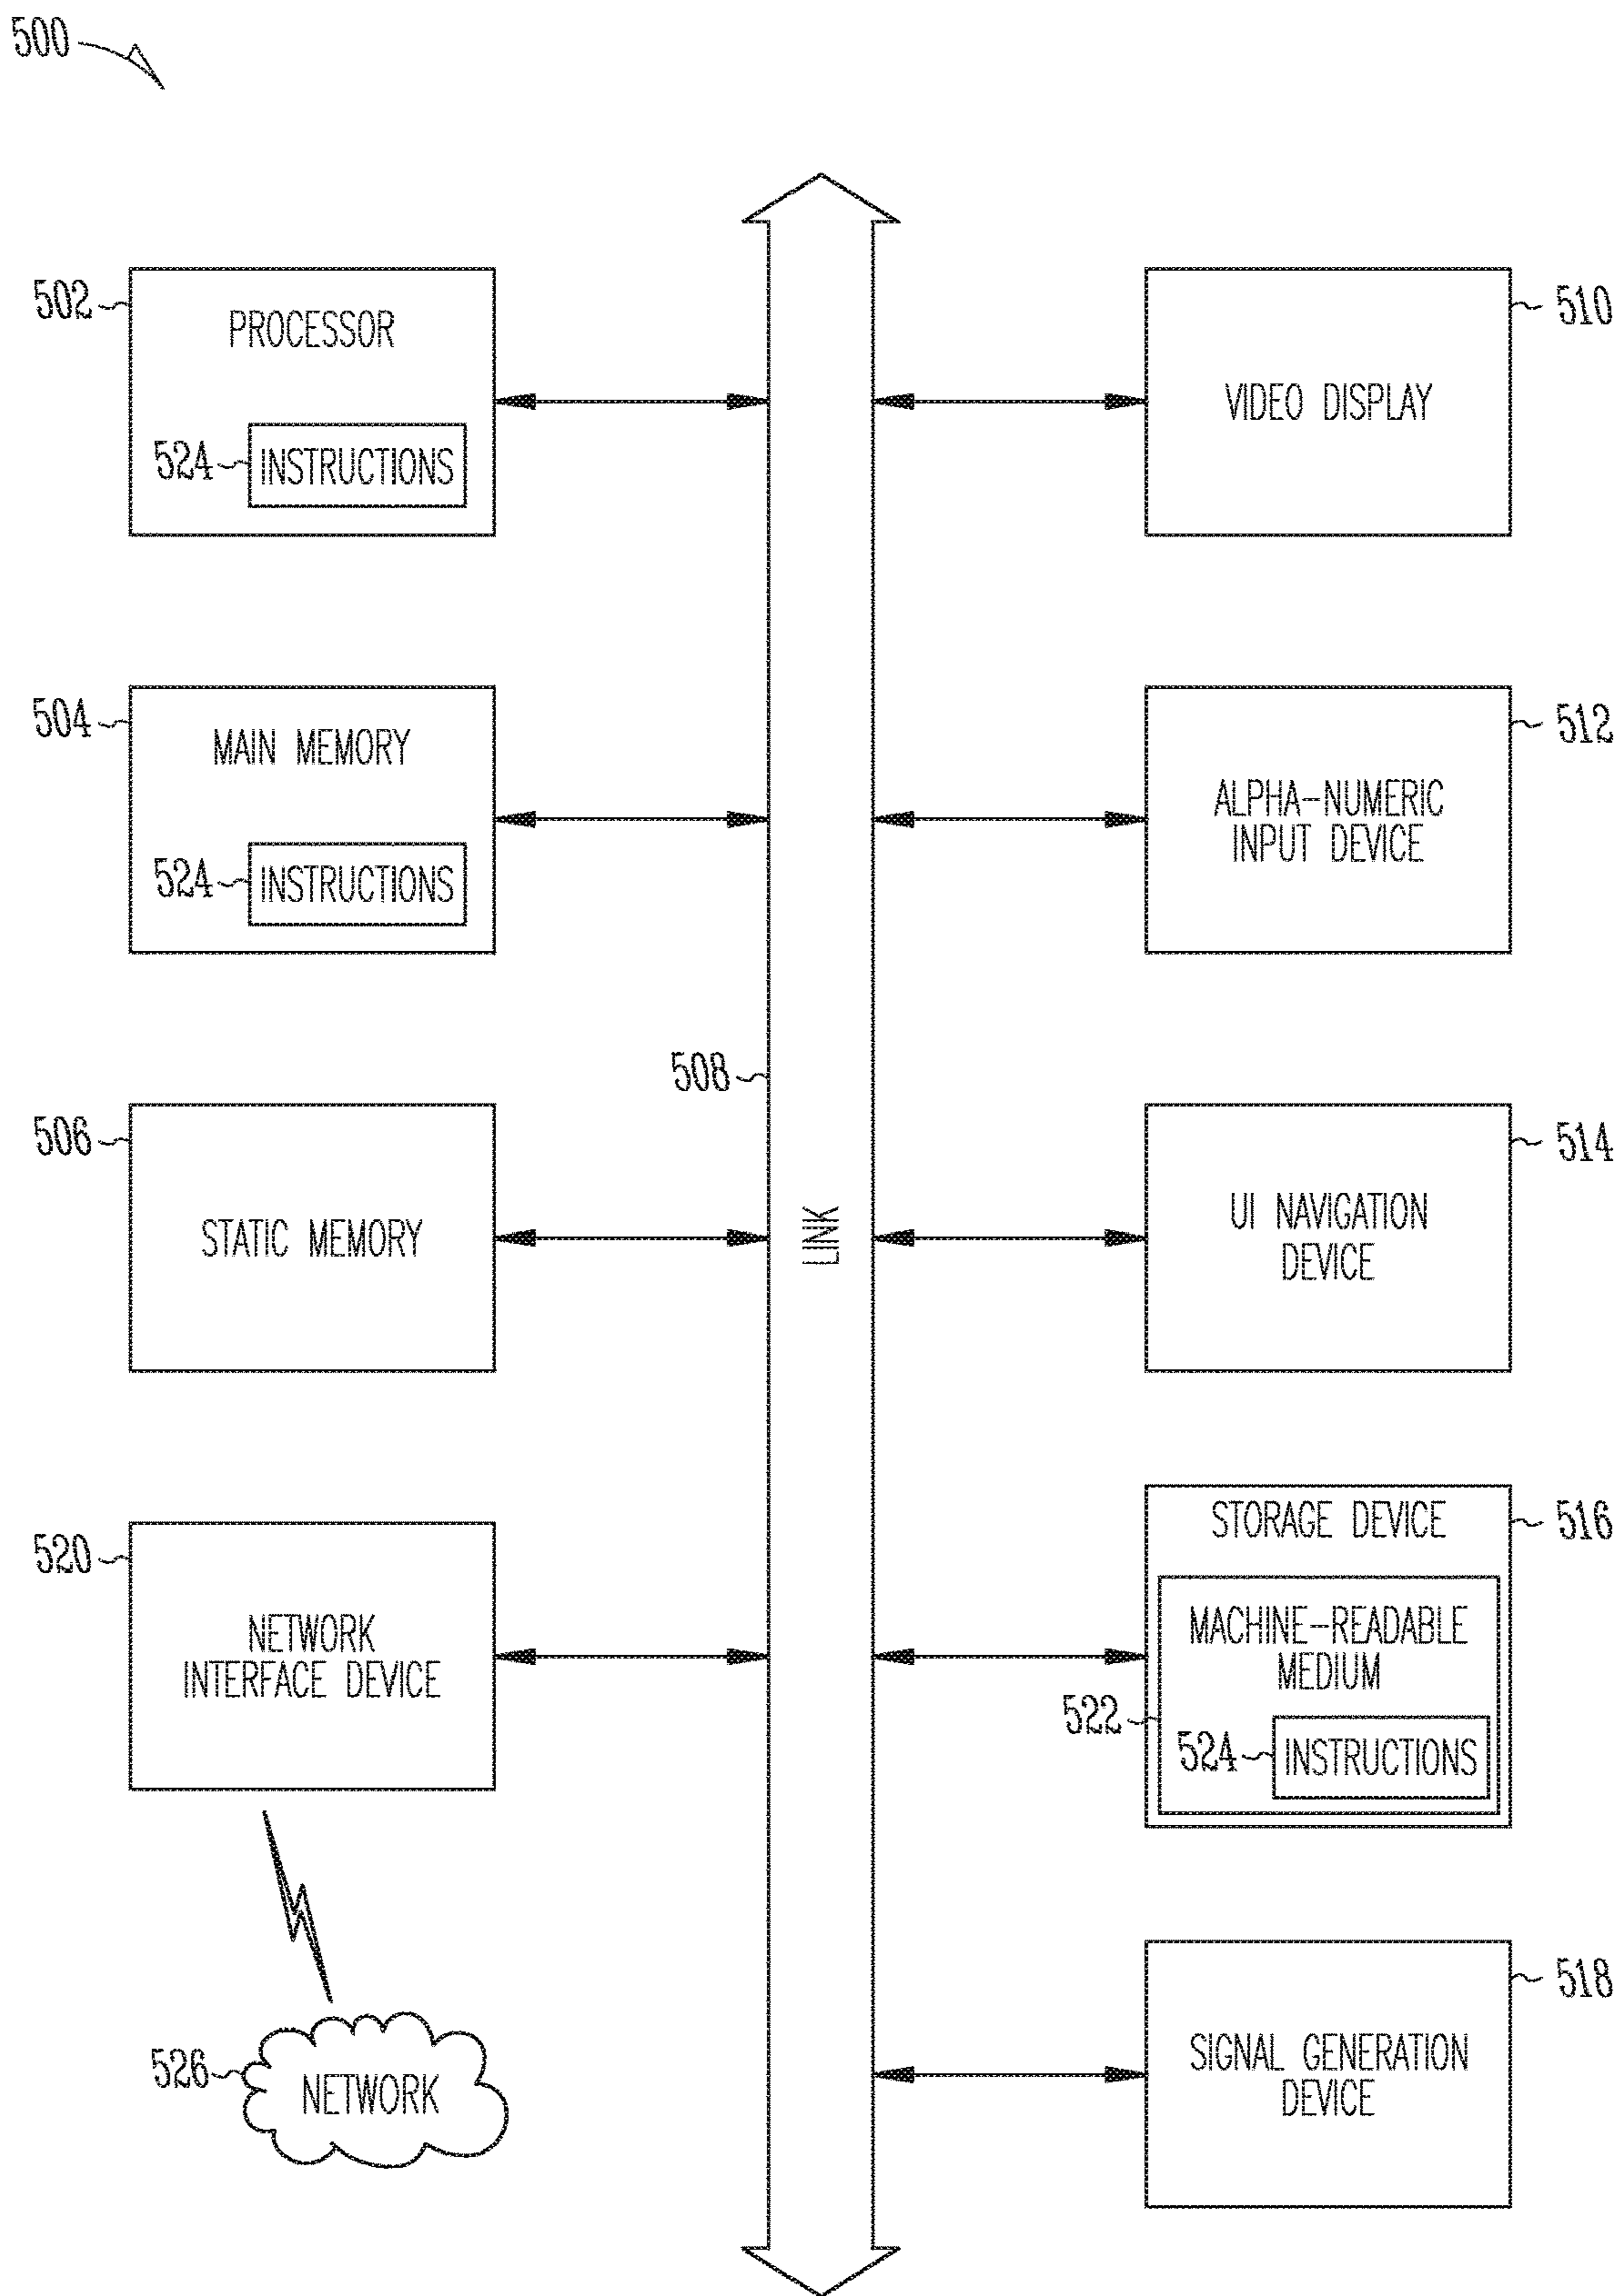 500
502
PROCESSOR
524
INSTRUCTIONS
504
MAIN MEMORY
524
INSTRUCTIONS
506
STATIC MEMORY
520
NETWORK
INTERFACE DEVICE
526
NETWORK
508
LINK
510
VIDEO DISPLAY
512
ALPHA-NUMERIC
INPUT DEVICE
514
UI NAVIGATION
DEVICE
516
STORAGE DEVICE
MACHINE-READABLE
MEDIUM
522
524
INSTRUCTIONS
518
SIGNAL GENERATION
DEVICE